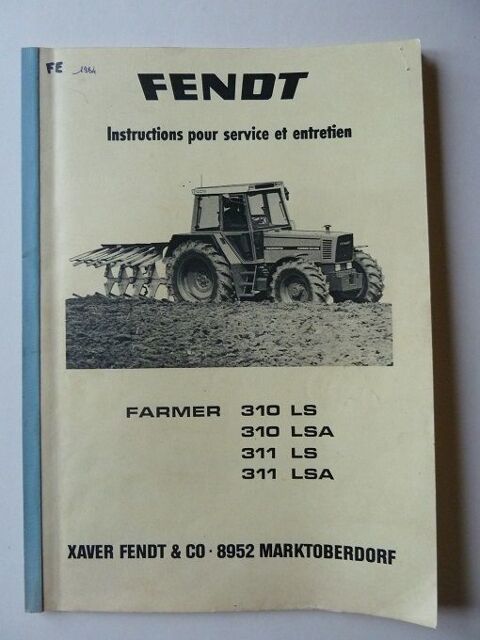 FE 1984
FENDT
Instructions pour service et entretien
FARMER 310 LS
310 LSA
311 LS
311 LSA
XAVER FENDT & CO · 8952 MARKTOBERDORF